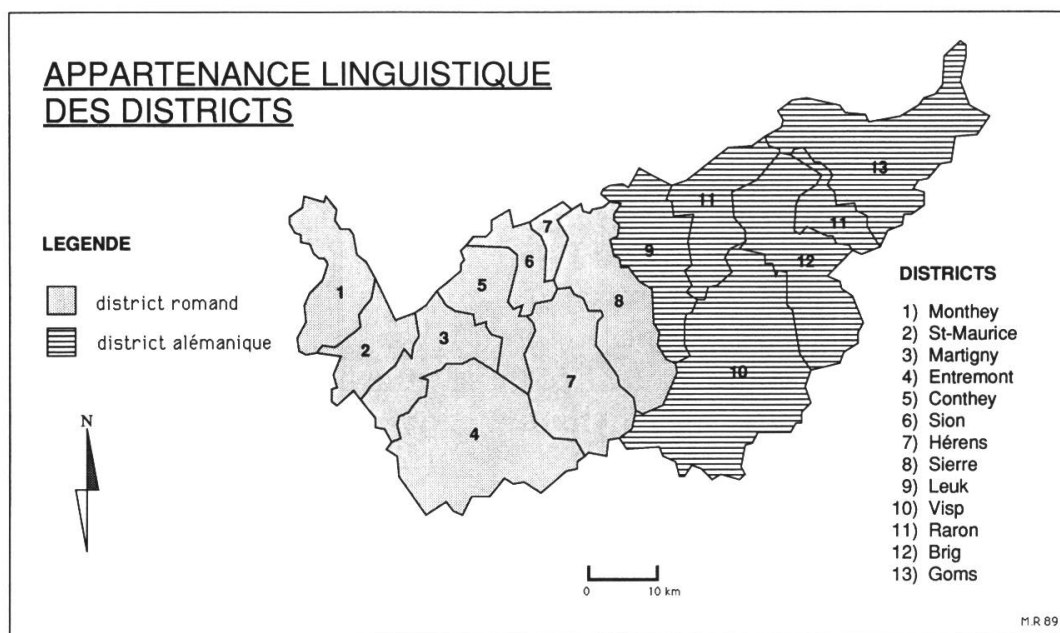 APPARTENANCE LINGUISTIQUE
DES DISTRICTS
LEGENDE
district romand
district alémanique
N
1
2
3
4
5
6
7
7
8
9
10
11
11
12
13
DISTRICTS
1) Monthey
2) St-Maurice
3) Martigny
4) Entremont
5) Conthey
6) Sion
7) Hérens
8) Sierre
9) Leuk
10) Visp
11) Raron
12) Brig
13) Goms
0 10 km
M.R 89